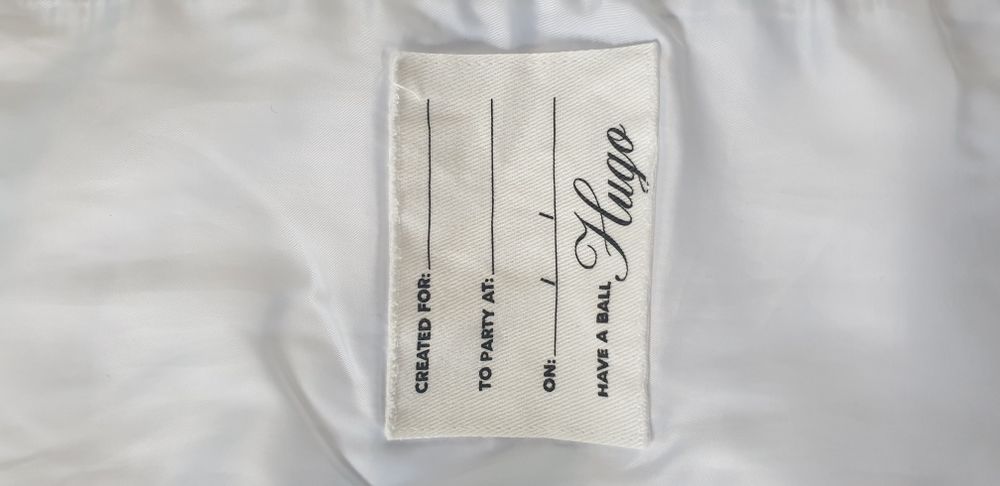 CREATED FOR:
TO PARTY AT:
ON: / /
HAVE A BALL, Hugo